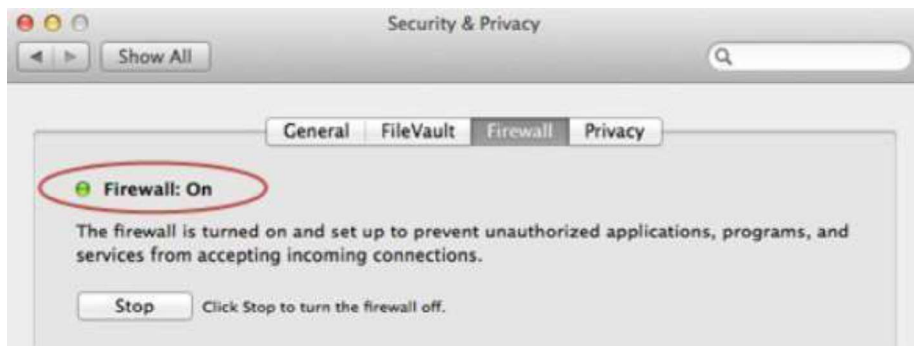 Security & Privacy
Show All
General FileVault Firewall Privacy
Firewall: On
The firewall is turned on and set up to prevent unauthorized applications, programs, and
services from accepting incoming connections.
Stop Click Stop to turn the firewall off.